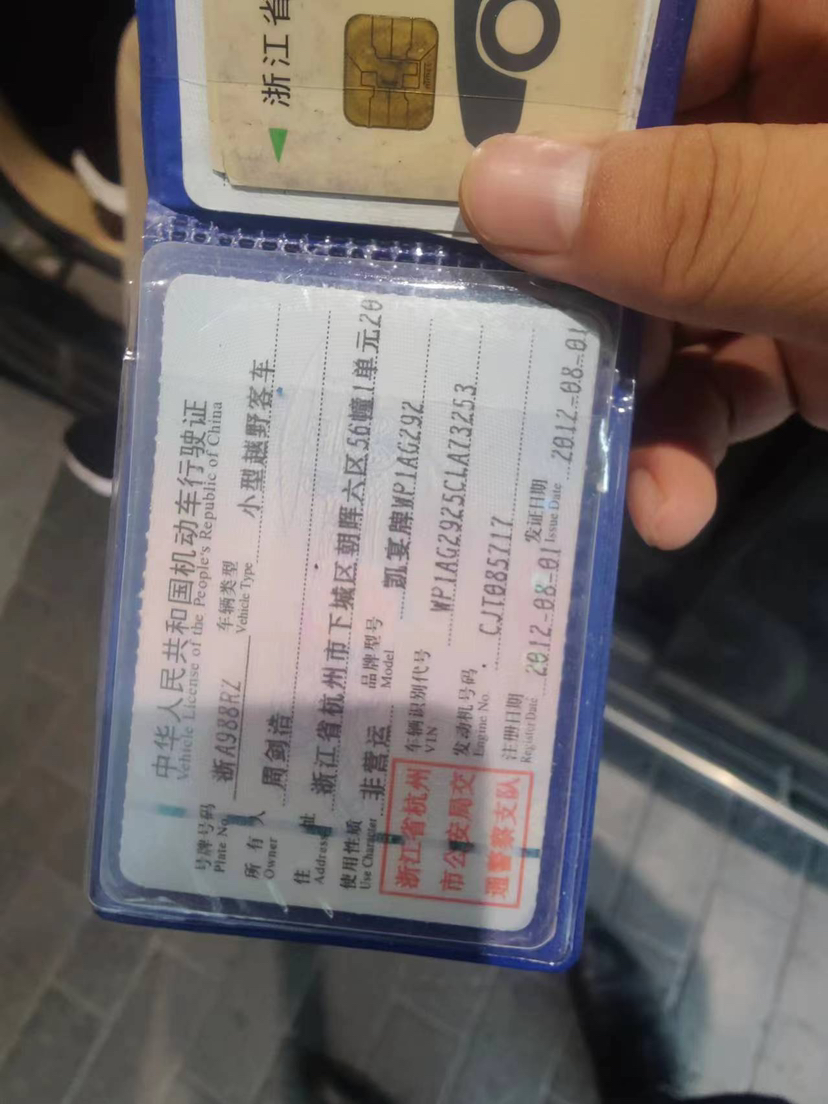 浙江省
中华人民共和国机动车行驶证
Vehicle License of the People's Republic of China
号牌号码 浙A988RZ 车辆类型 小型越野客车
Plate No. Vehicle Type
所有人 周剑造
Owner
住址 浙江省杭州市下城区朝晖六区56幢1单元20
Address
使用性质 非营运 品牌型号 凯宴牌WP1AG292
Use Character Model
车辆识别代号 WP1AG2925CLA73253
VIN
发动机号码 CJT085717
Engine No.
注册日期 2012-08-01 发证日期 2012-08-01
Register Date Issue Date
浙江省杭州
市公安局交
通警察支队